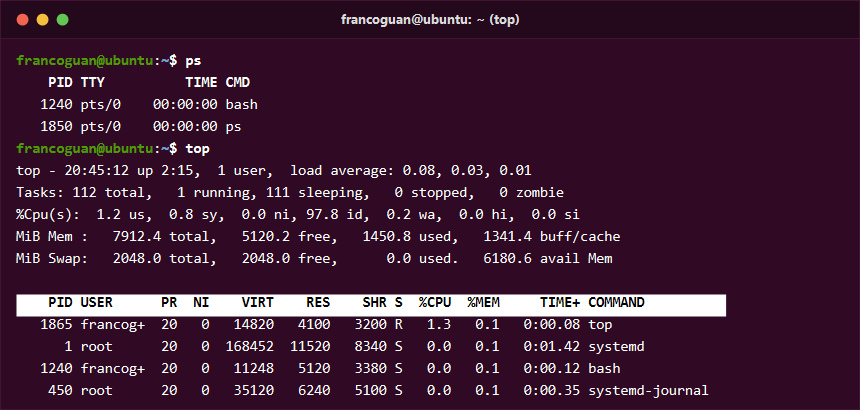 francoguan@ubuntu: ~ (top)
francoguan@ubuntu:~$ ps
    PID TTY          TIME CMD
   1240 pts/0    00:00:00 bash
   1850 pts/0    00:00:00 ps
francoguan@ubuntu:~$ top
top - 20:45:12 up 2:15,  1 user,  load average: 0.08, 0.03, 0.01
Tasks: 112 total,   1 running, 111 sleeping,   0 stopped,   0 zombie
%Cpu(s):  1.2 us,  0.8 sy,  0.0 ni, 97.8 id,  0.2 wa,  0.0 hi,  0.0 si
MiB Mem :   7912.4 total,   5120.2 free,   1450.8 used,   1341.4 buff/cache
MiB Swap:   2048.0 total,   2048.0 free,      0.0 used.   6180.6 avail Mem
    PID USER      PR  NI    VIRT    RES    SHR S  %CPU  %MEM     TIME+ COMMAND
   1865 francog+  20   0   14820   4100   3200 R   1.3   0.1   0:00.08 top
      1 root      20   0  168452  11520   8340 S   0.0   0.1   0:01.42 systemd
   1240 francog+  20   0   11248   5120   3380 S   0.0   0.1   0:00.12 bash
    450 root      20   0   35120   6240   5100 S   0.0   0.1   0:00.35 systemd-journal